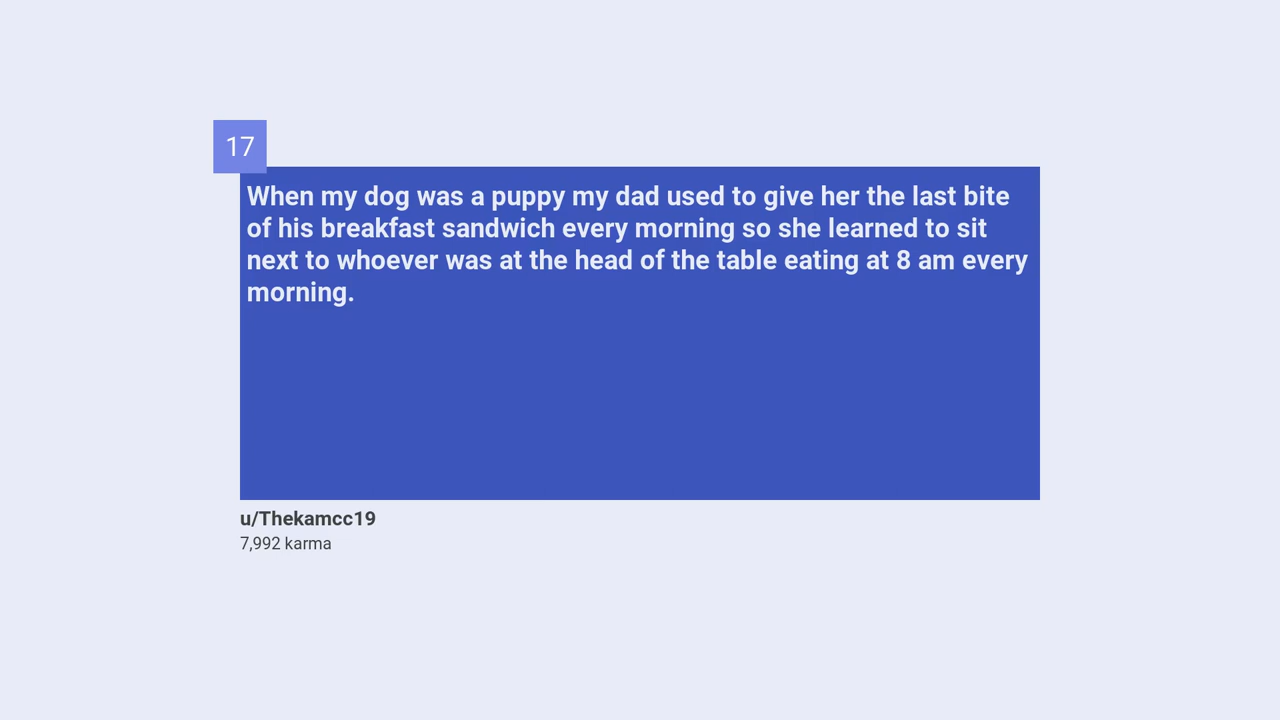 17
When my dog was a puppy my dad used to give her the last bite
of his breakfast sandwich every morning so she learned to sit
next to whoever was at the head of the table eating at 8 am every
morning.
u/Thekamcc19
7,992 karma